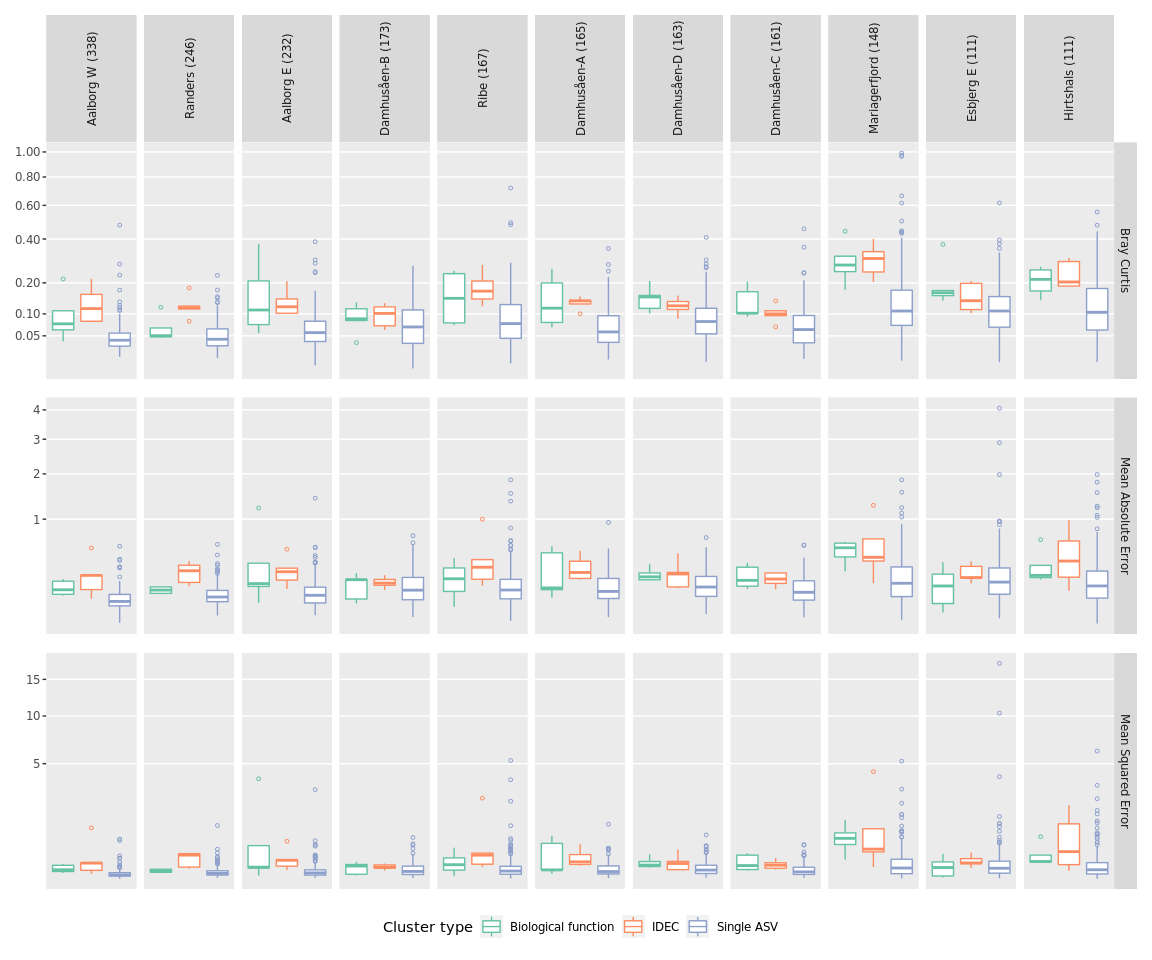 Aalborg W (338)
Randers (246)
Aalborg E (232)
Damhusåen-B (173)
Ribe (167)
Damhusåen-A (165)
Damhusåen-D (163)
Damhusåen-C (161)
Mariagerfjord (148)
Esbjerg E (111)
Hirtshals (111)
1.00
0.80
0.60
0.40
0.20
0.10
0.05
Bray Curtis
4
3
2
1
Mean Absolute Error
15
10
5
Mean Squared Error
Cluster type Biological function IDEC Single ASV